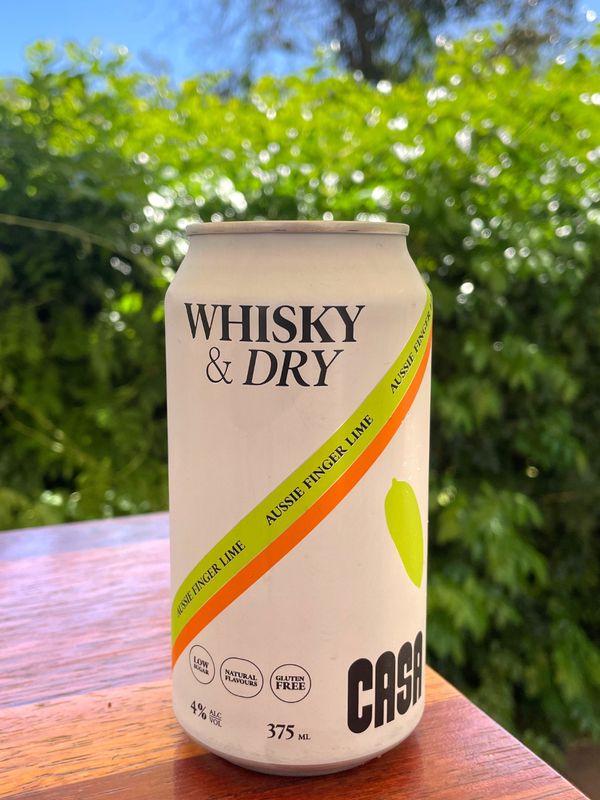 WHISKY
& DRY
AUSSIE FINGER
AUSSIE FINGER LIME
AUSSIE FINGER LIME
LOW
SUGAR
NATURAL
FLAVOURS
GLUTEN
FREE
4% ALC
VOL
375 ML
CASA